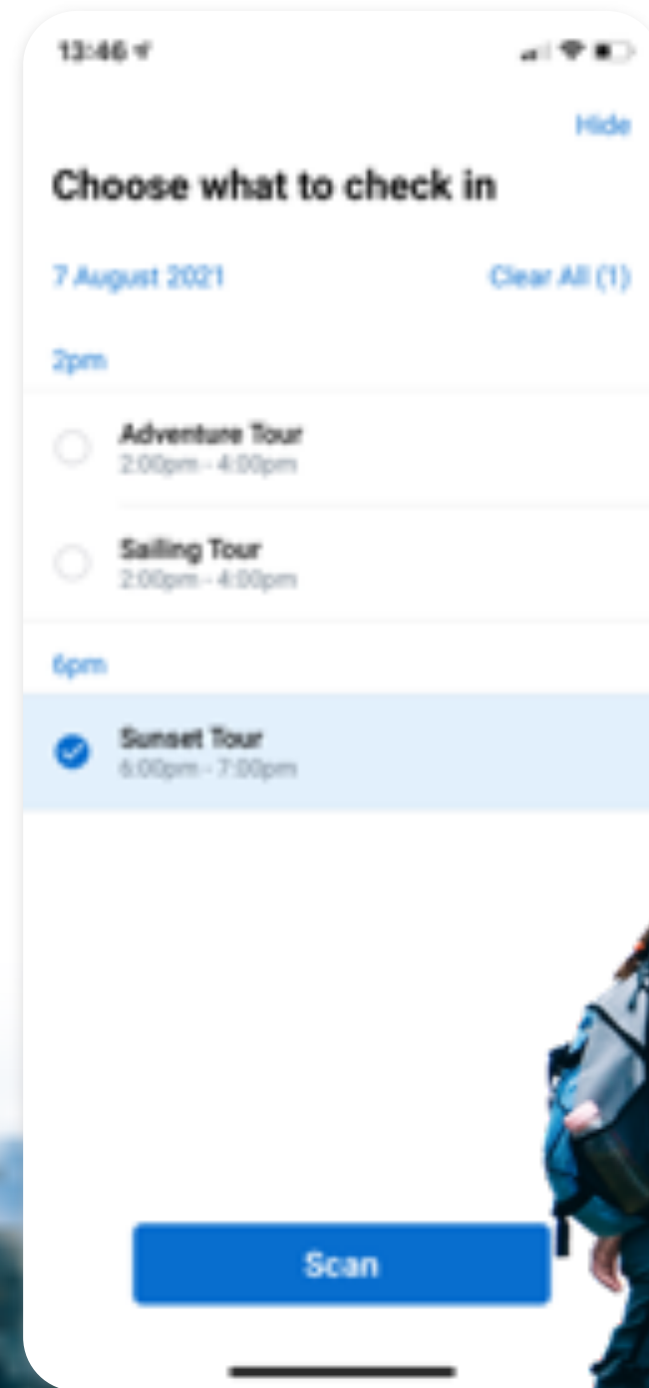 13:46
Hide
Choose what to check in
7 August 2021 Clear All (1)
2pm
Adventure Tour
2:00pm - 4:00pm
Sailing Tour
2:00pm - 4:00pm
6pm
Sunset Tour
6:00pm - 7:00pm
Scan